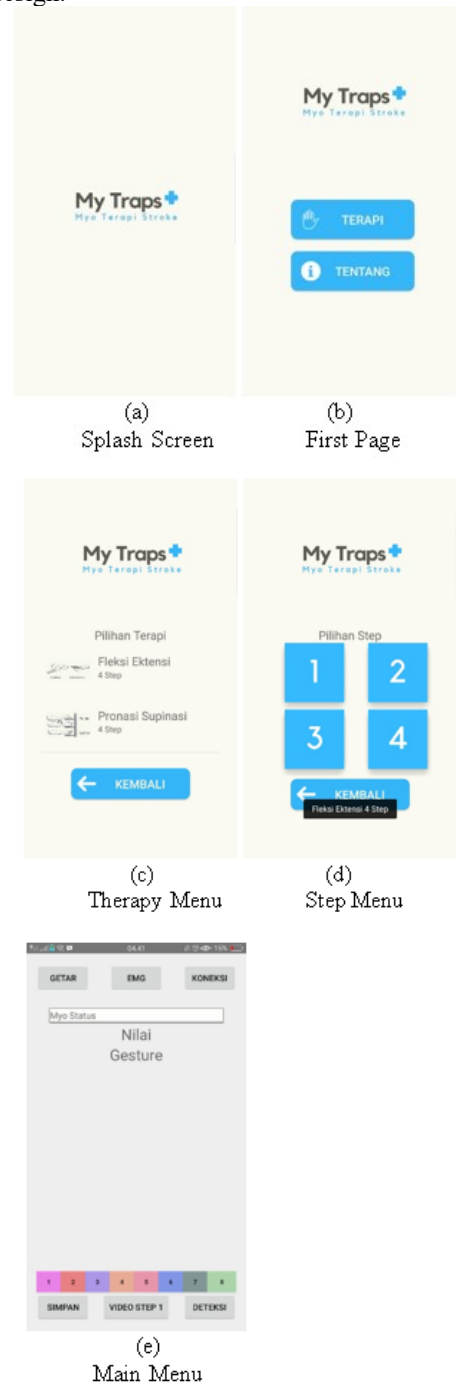 My Traps
Myo Terapi Stroke
My Traps
Myo Terapi Stroke
TERAPI
TENTANG
(a)
Splash Screen
(b)
First Page
My Traps
Myo Terapi Stroke
Pilihan Terapi
Fleksi Ektensi
4 Step
Pronasi Supinasi
4 Step
KEMBALI
My Traps
Myo Terapi Stroke
Pilihan Step
1 2
3 4
KEMBALI
Fleksi Ektensi 4 Step
(c)
Therapy Menu
(d)
Step Menu
04.41
GETAR EMG KONEKSI
Myo Status
Nilai
Gesture
1 2 3 4 5 6 7 8
SIMPAN VIDEO STEP 1 DETEKSI
(e)
Main Menu